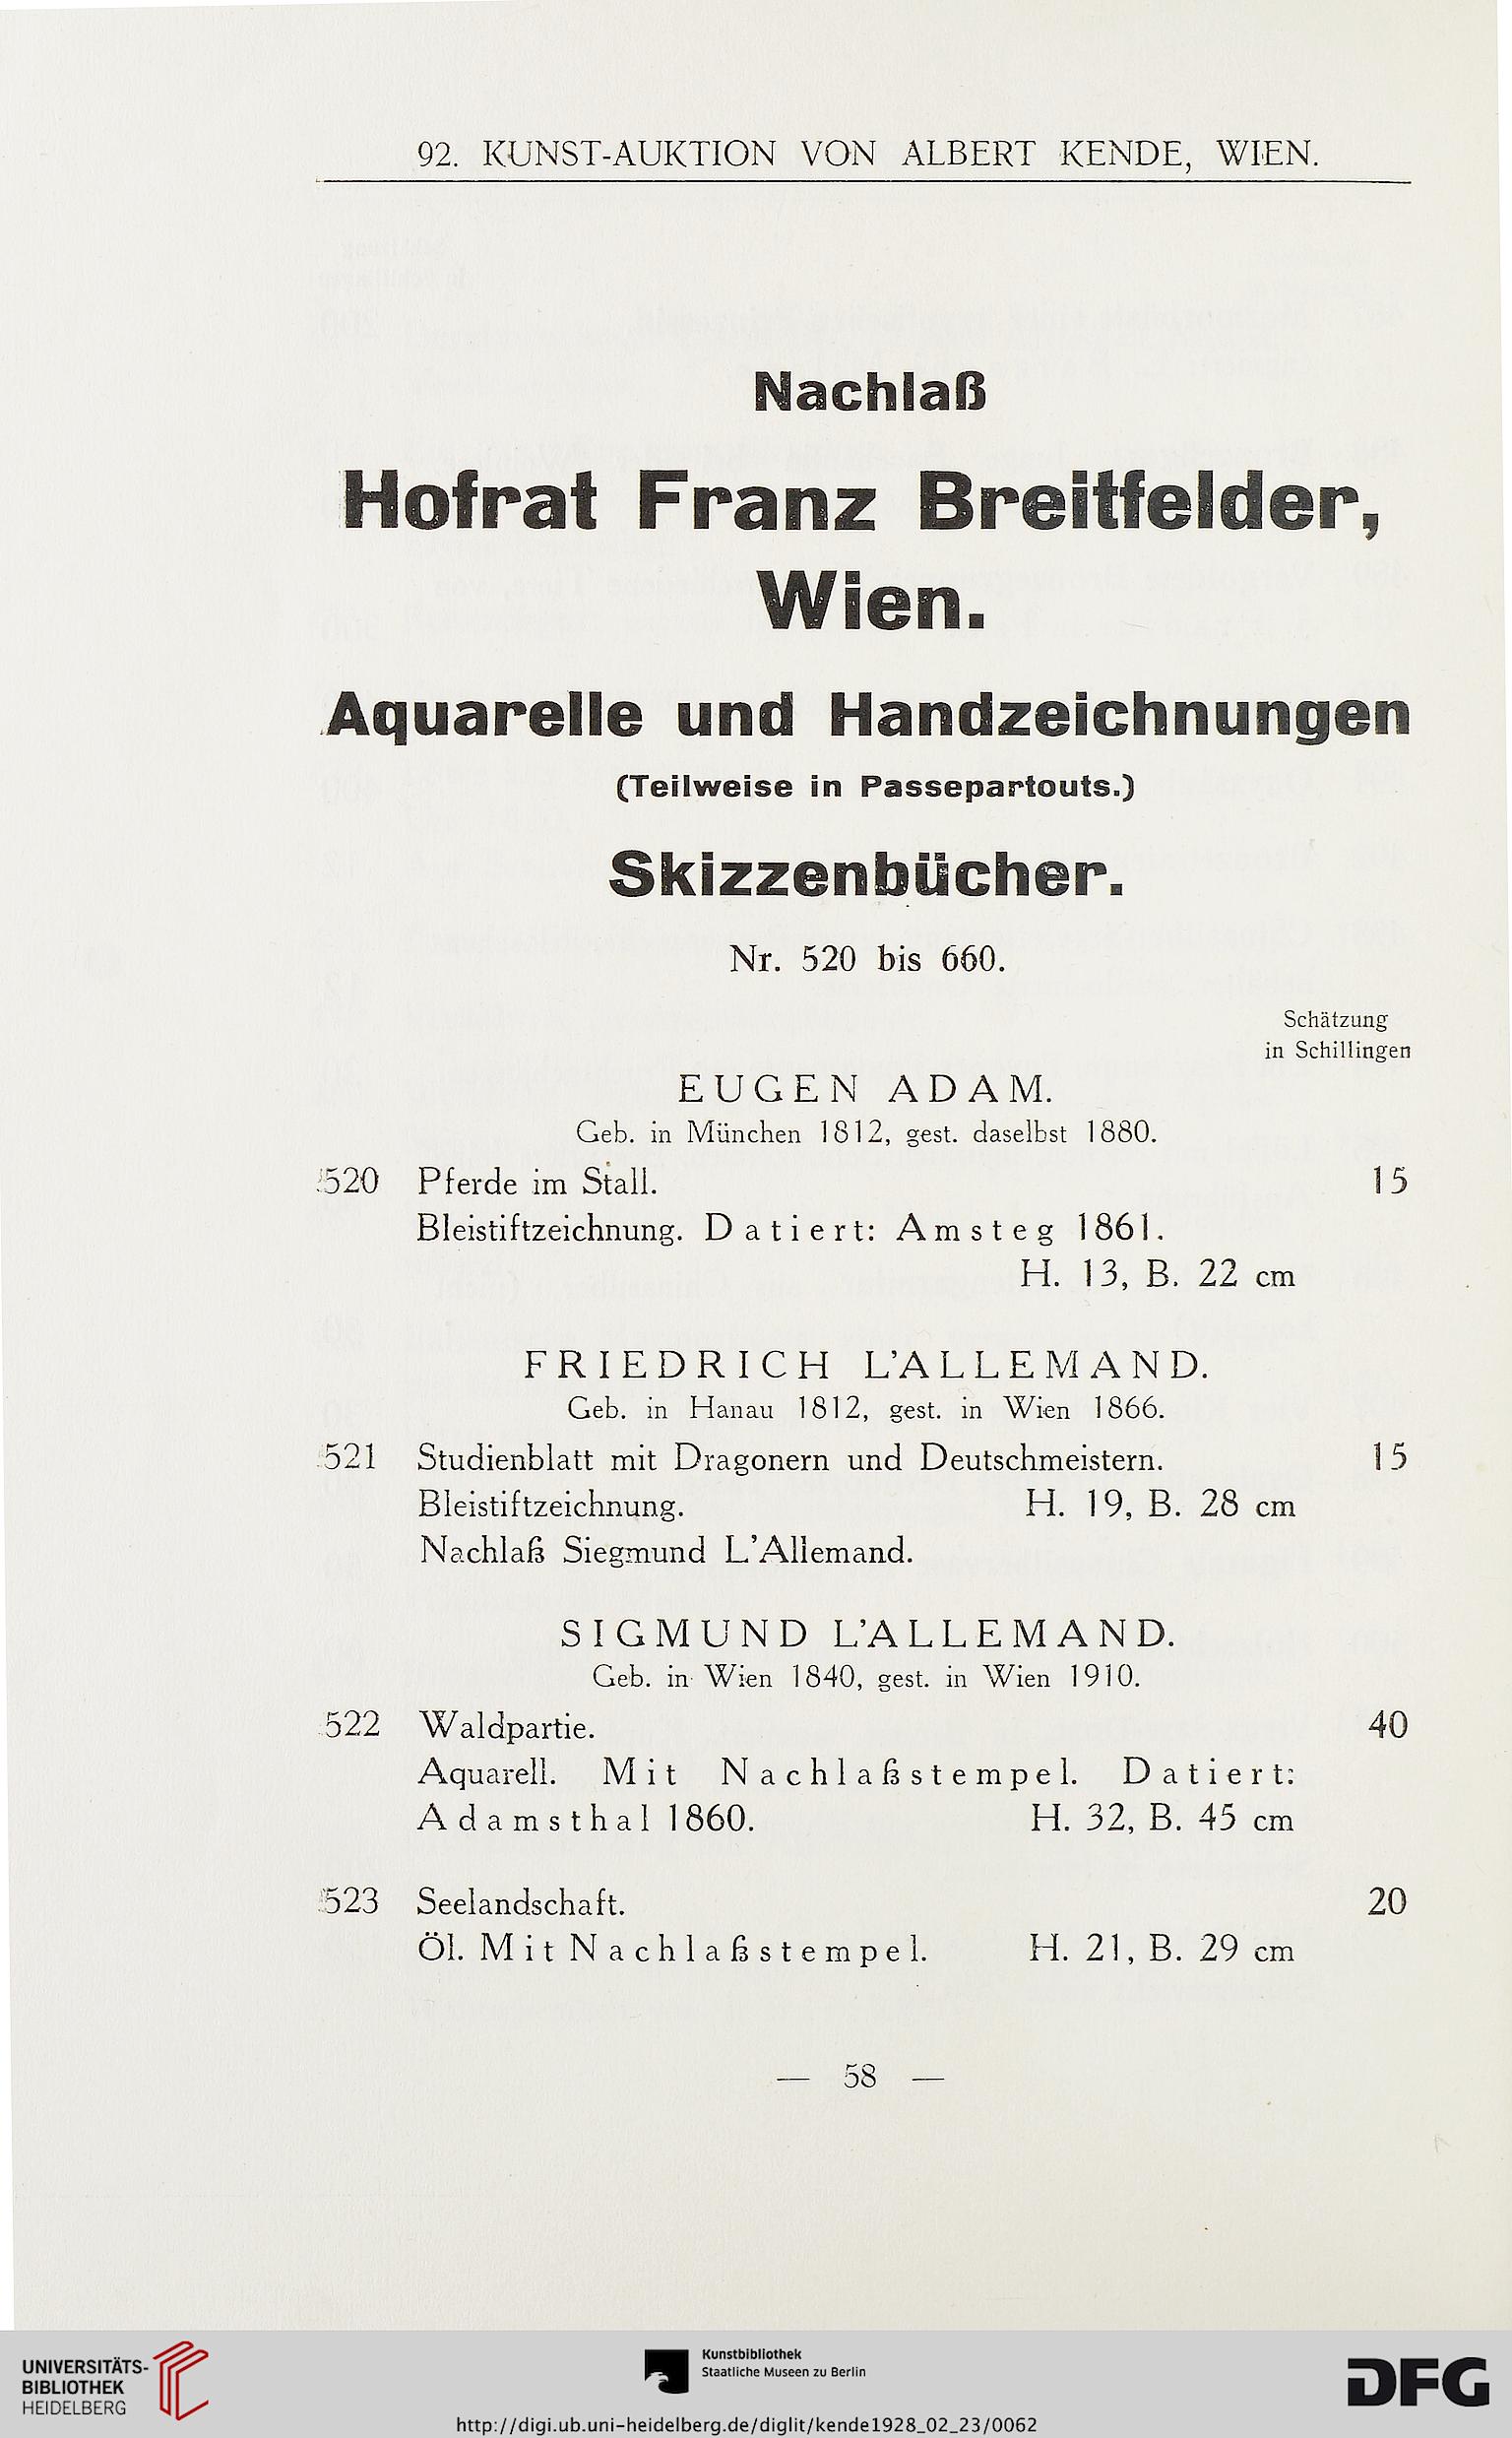 92. KUNST-AUKTION VON ALBERT KENDE, WIEN.
Nachlaß
Hofrat Franz Breitfelder,
Wien.
Aquarelle und Handzeichnungen
(Teilweise in Passepartouts.)
Skizzenbücher.
Nr. 520 bis 660.
Schätzung
in Schillingen
EUGEN ADAM.
Geb. in München 1812, gest. daselbst 1880.
520 Pferde im Stall. 15
Bleistiftzeichnung. Datiert: Amsteg 1861.
H. 13, B. 22 cm
FRIEDRICH L'ALLEMAND.
Geb. in Hanau 1812, gest. in Wien 1866.
521 Studienblatt mit Dragonern und Deutschmeistern. 15
Bleistiftzeichnung. H. 19, B. 28 cm
Nachlaß Siegmund L'Allemand.
SIGMUND L'ALLEMAND.
Geb. in Wien 1840, gest. in Wien 1910.
522 Waldpartie. 40
Aquarell. Mit Nachlaßstempel. Datiert:
Adamsthal 1860. H. 32, B. 45 cm
523 Seelandschaft. 20
Öl. Mit Nachlaßstempel. H. 21, B. 29 cm
— 58 —
UNIVERSITÄTS-
BIBLIOTHEK
HEIDELBERG
Kunstbibliothek
Staatliche Museen zu Berlin
DFG
http://digi.ub.uni-heidelberg.de/diglit/kende1928_02_23/0062